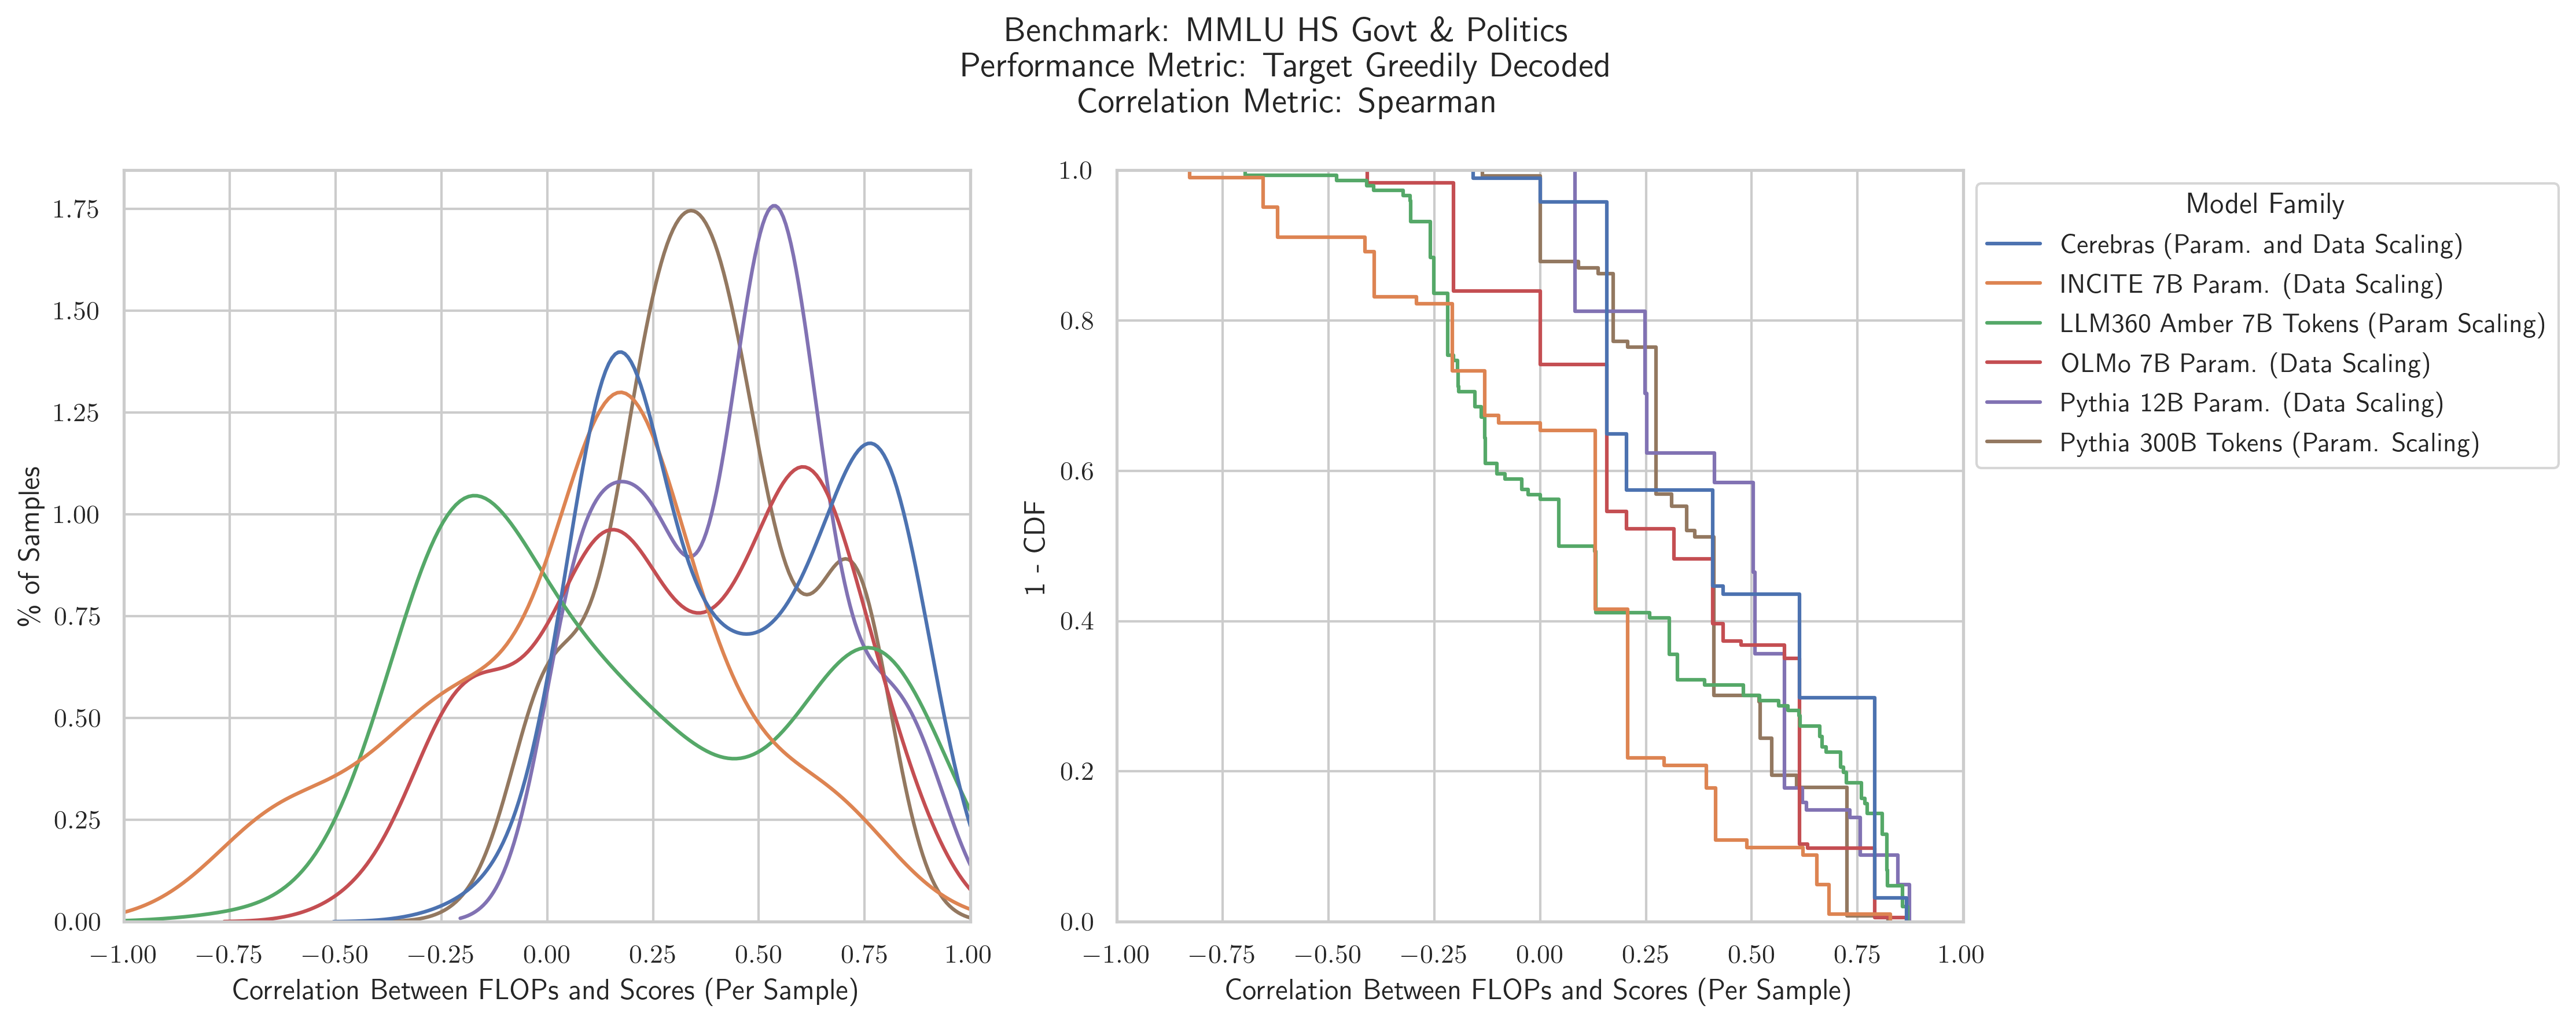 Benchmark: MMLU HS Govt & Politics
Performance Metric: Target Greedily Decoded
Correlation Metric: Spearman
% of Samples
1.75
1.50
1.25
1.00
0.75
0.50
0.25
0.00
−1.00 −0.75 −0.50 −0.25 0.00 0.25 0.50 0.75 1.00
Correlation Between FLOPs and Scores (Per Sample)
1 - CDF
1.0
0.8
0.6
0.4
0.2
0.0
−1.00 −0.75 −0.50 −0.25 0.00 0.25 0.50 0.75 1.00
Correlation Between FLOPs and Scores (Per Sample)
Model Family
Cerebras (Param. and Data Scaling)
INCITE 7B Param. (Data Scaling)
LLM360 Amber 7B Tokens (Param Scaling)
OLMo 7B Param. (Data Scaling)
Pythia 12B Param. (Data Scaling)
Pythia 300B Tokens (Param. Scaling)